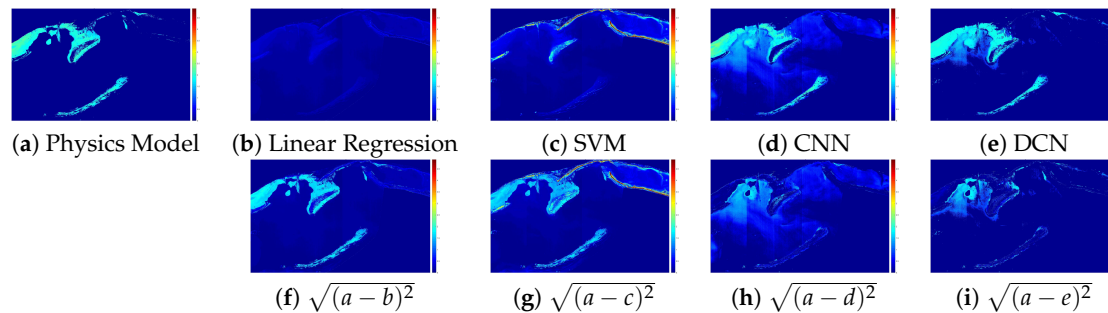 (a) Physics Model (b) Linear Regression (c) SVM (d) CNN (e) DCN
(f) √(a − b)² (g) √(a − c)² (h) √(a − d)² (i) √(a − e)²